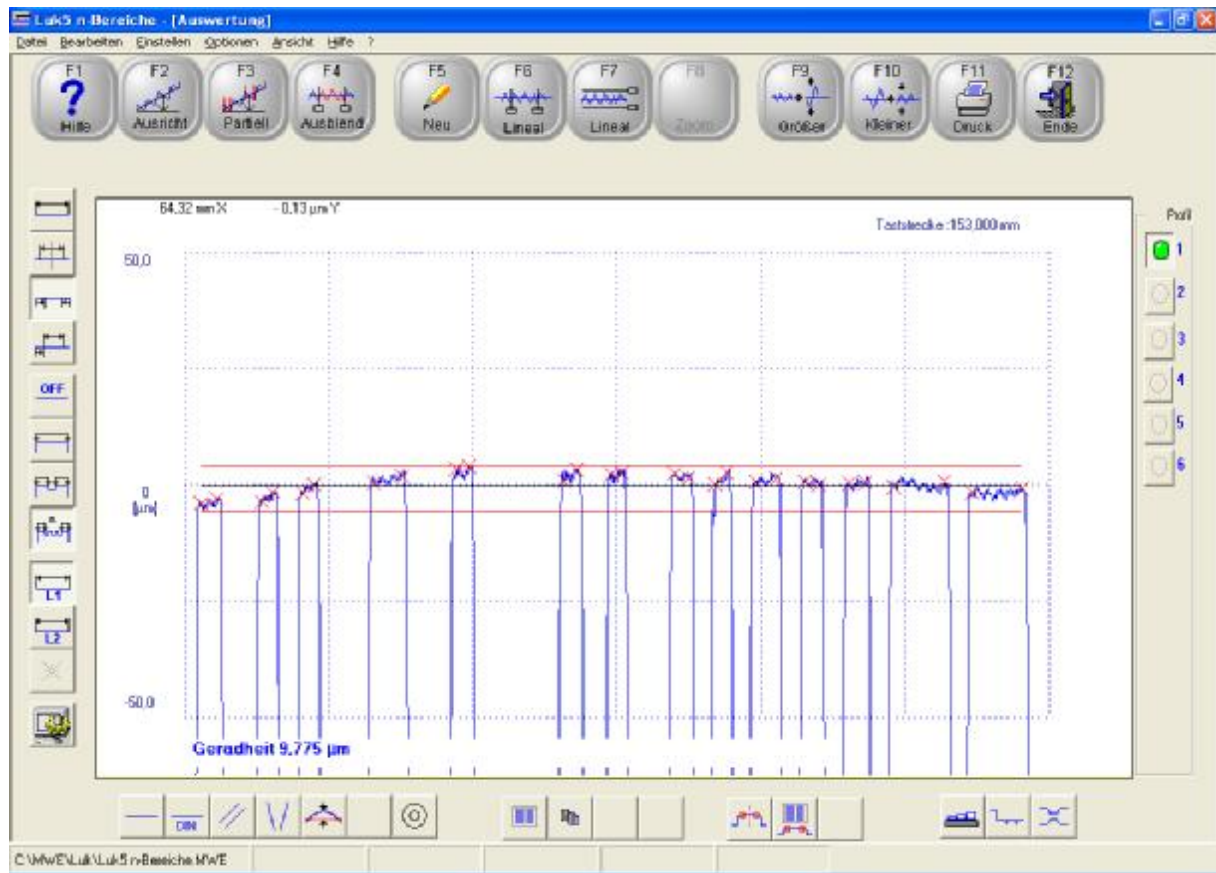 Luk5 n-Bereiche - [Auswertung]
Datei Bearbeiten Einstellen Optionen Ansicht Hilfe ?
F1 F2 F3 F4 F5 F6 F7 F8 F9 F10 F11 F12
Hilfe Ausricht Partiell Ausblend Neu Lineal Lineal Zoom Größer Kleiner Druck Ende
64.32 mm X -0.13 µm Y
Taststrecke :153,000 mm
Profil
50,0
1
2
3
4
OFF
5
6
0
[µm]
L1
L2
-50,0
Geradheit 9,775 µm
DIN
C:\MWE\Luk\Luk5 n-Bereiche.MWE